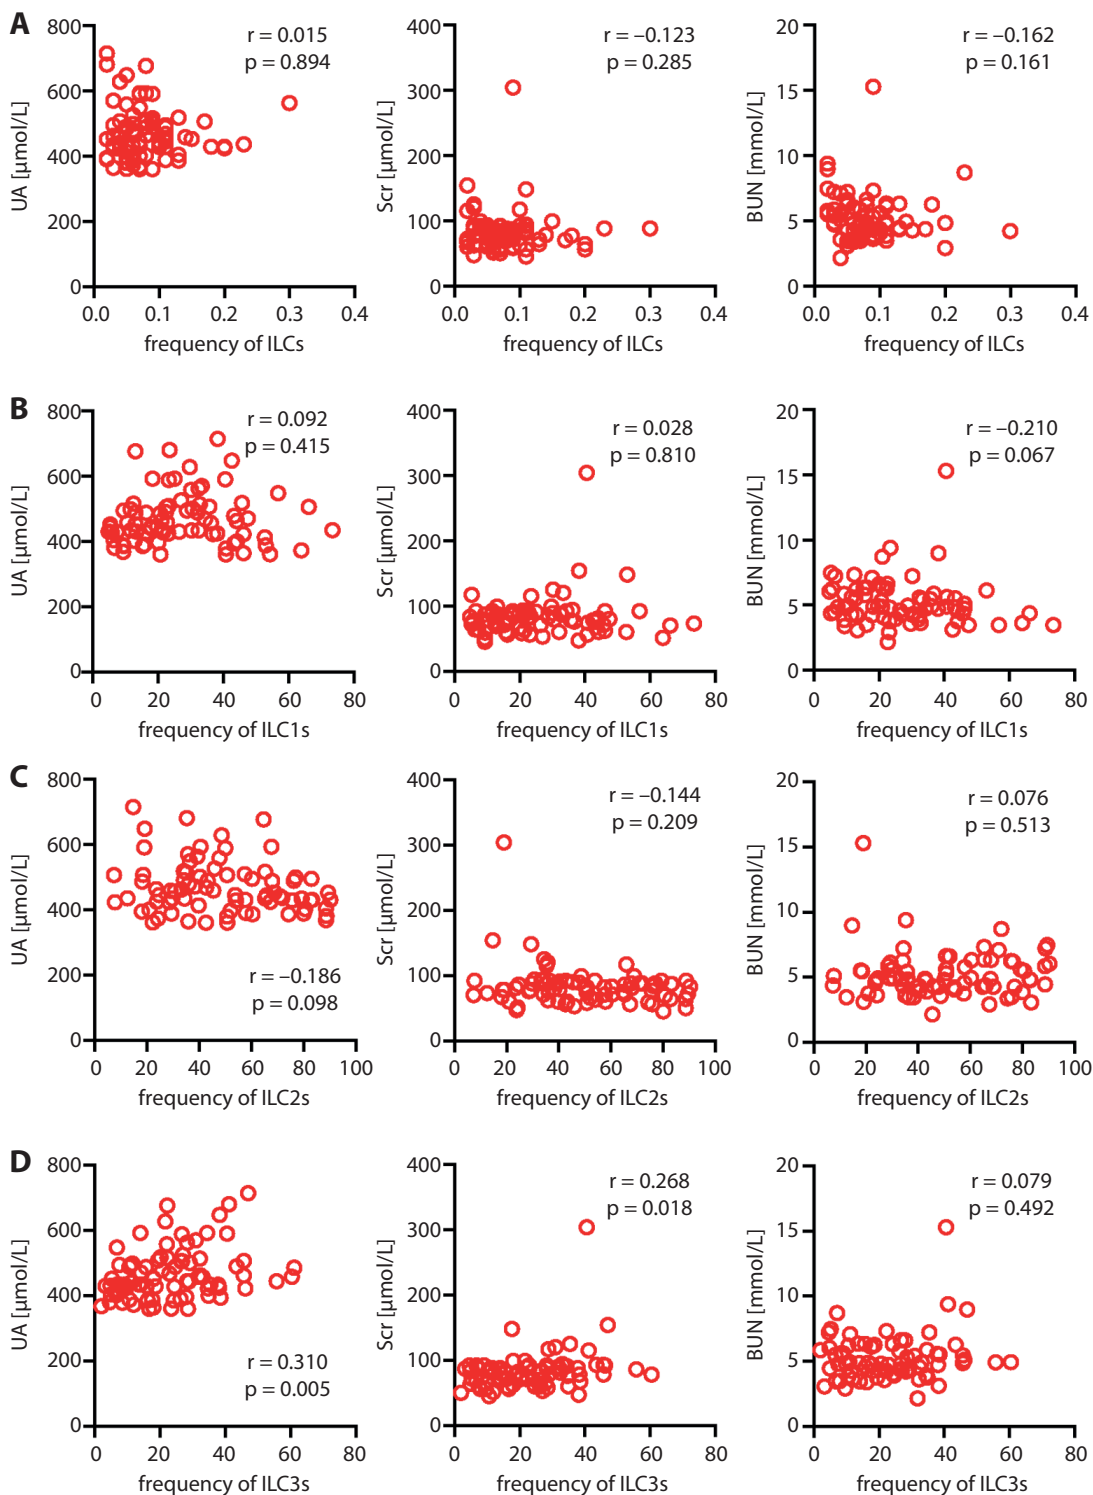 A
800
600
400
200
0
UA [µmol/L]
r = 0.015
p = 0.894
0.0 0.1 0.2 0.3 0.4
frequency of ILCs
400
300
200
100
0
Scr [µmol/L]
r = –0.123
p = 0.285
0.0 0.1 0.2 0.3 0.4
frequency of ILCs
20
15
10
5
0
BUN [mmol/L]
r = –0.162
p = 0.161
0.0 0.1 0.2 0.3 0.4
frequency of ILCs
B
800
600
400
200
0
UA [µmol/L]
r = 0.092
p = 0.415
0 20 40 60 80
frequency of ILC1s
400
300
200
100
0
Scr [µmol/L]
r = 0.028
p = 0.810
0 20 40 60 80
frequency of ILC1s
20
15
10
5
0
BUN [mmol/L]
r = –0.210
p = 0.067
0 20 40 60 80
frequency of ILC1s
C
800
600
400
200
0
UA [µmol/L]
r = –0.186
p = 0.098
0 20 40 60 80 100
frequency of ILC2s
400
300
200
100
0
Scr [µmol/L]
r = –0.144
p = 0.209
0 20 40 60 80 100
frequency of ILC2s
20
15
10
5
0
BUN [mmol/L]
r = 0.076
p = 0.513
0 20 40 60 80 100
frequency of ILC2s
D
800
600
400
200
0
UA [µmol/L]
r = 0.310
p = 0.005
0 20 40 60 80
frequency of ILC3s
400
300
200
100
0
Scr [µmol/L]
r = 0.268
p = 0.018
0 20 40 60 80
frequency of ILC3s
20
15
10
5
0
BUN [mmol/L]
r = 0.079
p = 0.492
0 20 40 60 80
frequency of ILC3s